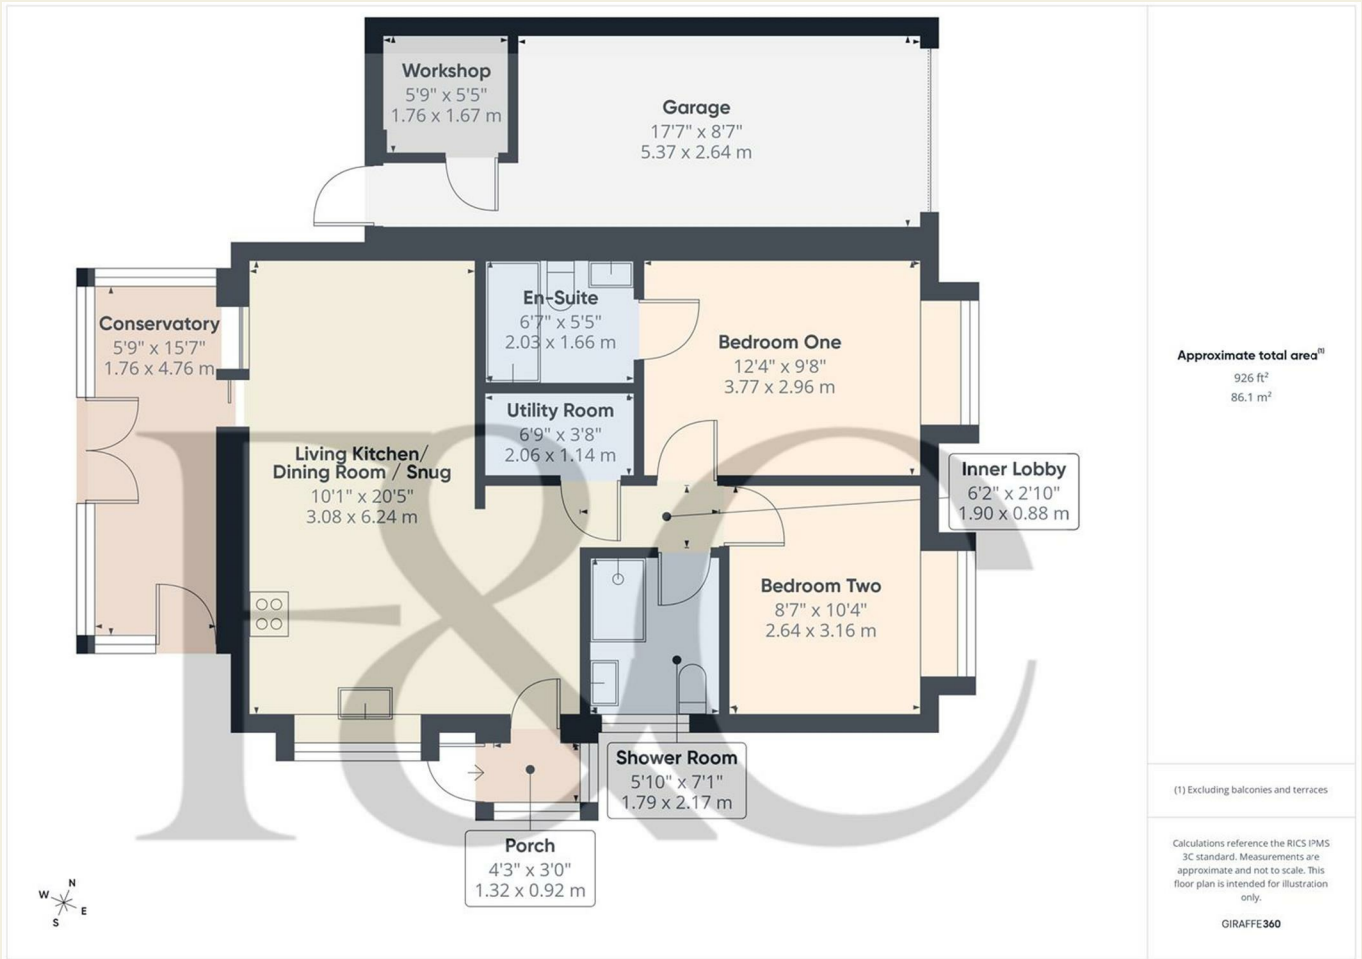 Workshop
5'9" x 5'5"
1.76 x 1.67 m
Garage
17'7" x 8'7"
5.37 x 2.64 m
Conservatory
5'9" x 15'7"
1.76 x 4.76 m
En-Suite
6'7" x 5'5"
2.03 x 1.66 m
Bedroom One
12'4" x 9'8"
3.77 x 2.96 m
Utility Room
6'9" x 3'8"
2.06 x 1.14 m
Living Kitchen/
Dining Room / Snug
10'1" x 20'5"
3.08 x 6.24 m
Inner Lobby
6'2" x 2'10"
1.90 x 0.88 m
Bedroom Two
8'7" x 10'4"
2.64 x 3.16 m
Shower Room
5'10" x 7'1"
1.79 x 2.17 m
Porch
4'3" x 3'0"
1.32 x 0.92 m
F&C
N
W
E
S
Approximate total area(1)
926 ft²
86.1 m²
(1) Excluding balconies and terraces
Calculations reference the RICS IPMS
3C standard. Measurements are
approximate and not to scale. This
floor plan is intended for illustration
only.
GIRAFFE360